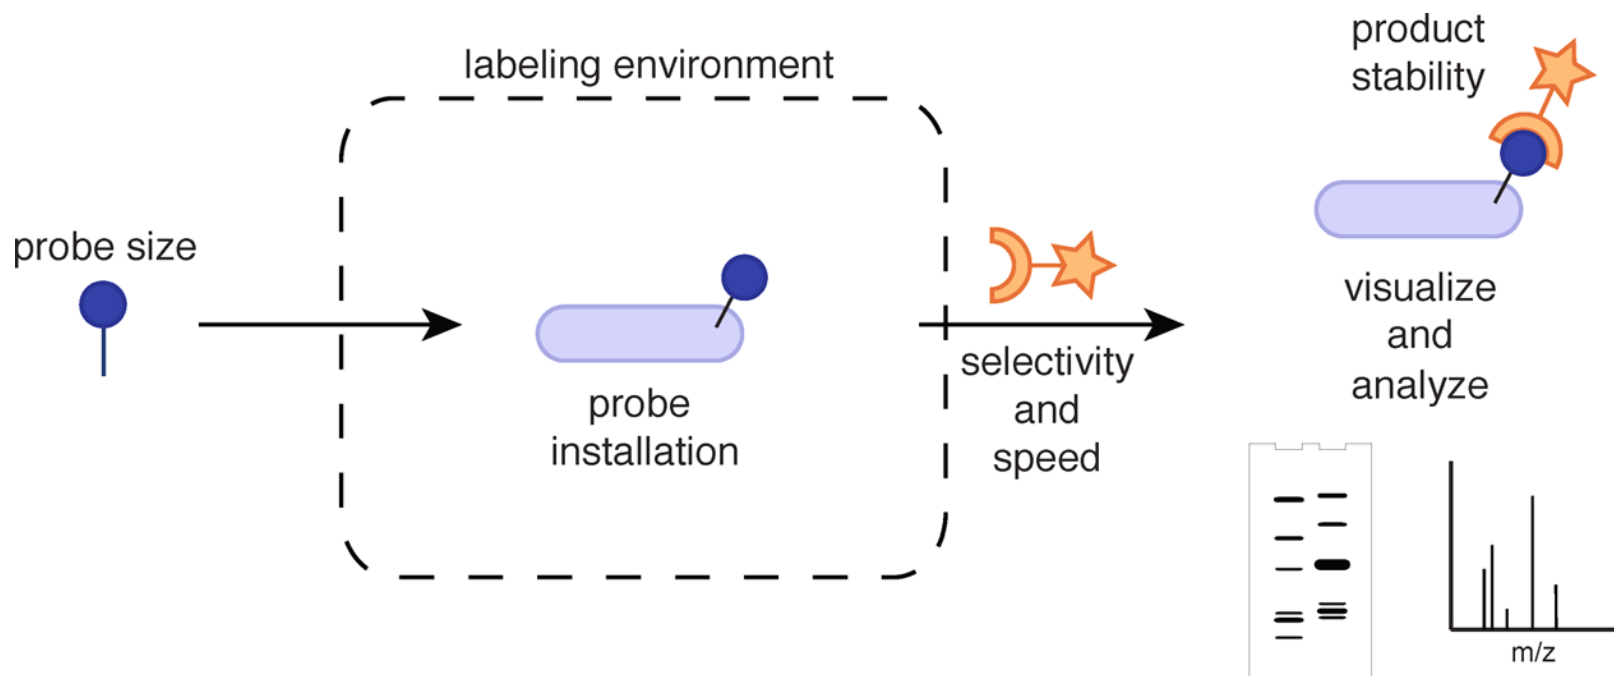 probe size
labeling environment
probe
installation
selectivity
and
speed
product
stability
visualize
and
analyze
m/z